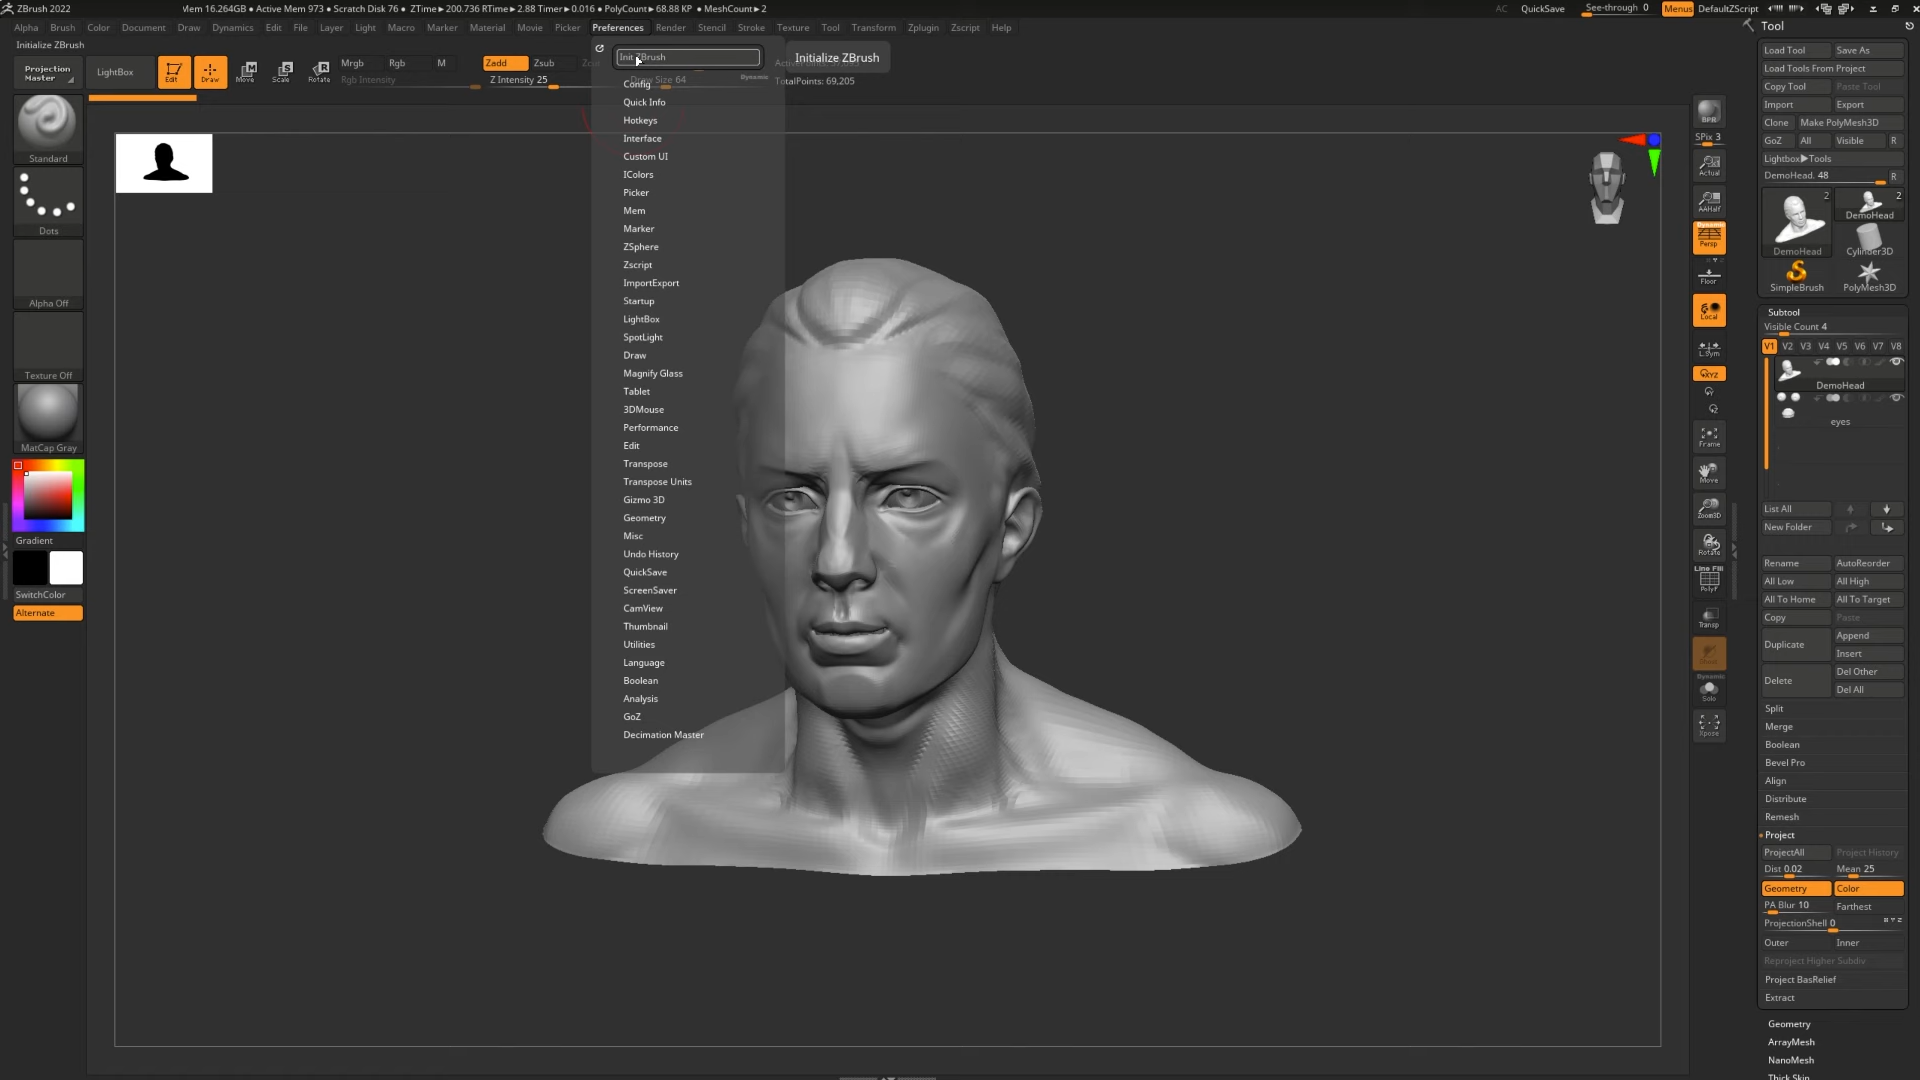 ZBrush 2022
Mem 16.264GB • Active Mem 973 • Scratch Disk 76 • ZTime►200.736 RTime►2.88 Timer►0.016 • PolyCount►68.88 KP • MeshCount►2
AC QuickSave See-through 0 Menus DefaultZScript
Alpha Brush Color Document Draw Dynamics Edit File Layer Light Macro Marker Material Movie Picker Preferences Render Stencil Stroke Texture Tool Transform Zplugin Zscript Help
Initialize ZBrush
Projection Master
LightBox
Edit
Draw
Move
Scale
Rotate
Mrgb Rgb M
Rgb Intensity
Zadd Zsub
Z Intensity 25
Init ZBrush
Initialize ZBrush
Draw Size 64
Dynamic
TotalPoints: 69,205
Config
Quick Info
Hotkeys
Interface
Custom UI
IColors
Picker
Mem
Marker
ZSphere
Zscript
ImportExport
Startup
LightBox
SpotLight
Draw
Magnify Glass
Tablet
3DMouse
Performance
Edit
Transpose
Transpose Units
Gizmo 3D
Geometry
Misc
Undo History
QuickSave
ScreenSaver
CamView
Thumbnail
Utilities
Language
Boolean
Analysis
GoZ
Decimation Master
Standard
Dots
Alpha Off
Texture Off
MatCap Gray
Gradient
SwitchColor
Alternate
BPR
SPix 3
Actual
AAHalf
Dynamic
Persp
Floor
Local
L.Sym
XYZ
Frame
Move
Zoom3D
Rotate
Line Fill
PolyF
Transp
Ghost
Dynamic
Solo
Xpose
Tool
Load Tool Save As
Load Tools From Project
Copy Tool Paste Tool
Import Export
Clone Make PolyMesh3D
GoZ All Visible R
Lightbox►Tools
DemoHead. 48 R
2 2
DemoHead
DemoHead Cylinder3D
SimpleBrush PolyMesh3D
Subtool
Visible Count 4
V1 V2 V3 V4 V5 V6 V7 V8
DemoHead
eyes
List All
New Folder
Rename AutoReorder
All Low All High
All To Home All To Target
Copy Paste
Duplicate Append
Insert
Delete Del Other
Del All
Split
Merge
Boolean
Bevel Pro
Align
Distribute
Remesh
Project
ProjectAll Project History
Dist 0.02 Mean 25
Geometry Color
PA Blur 10 Farthest
ProjectionShell 0
Outer Inner
Reproject Higher Subdiv
Project BasRelief
Extract
Geometry
ArrayMesh
NanoMesh
Thick Skin